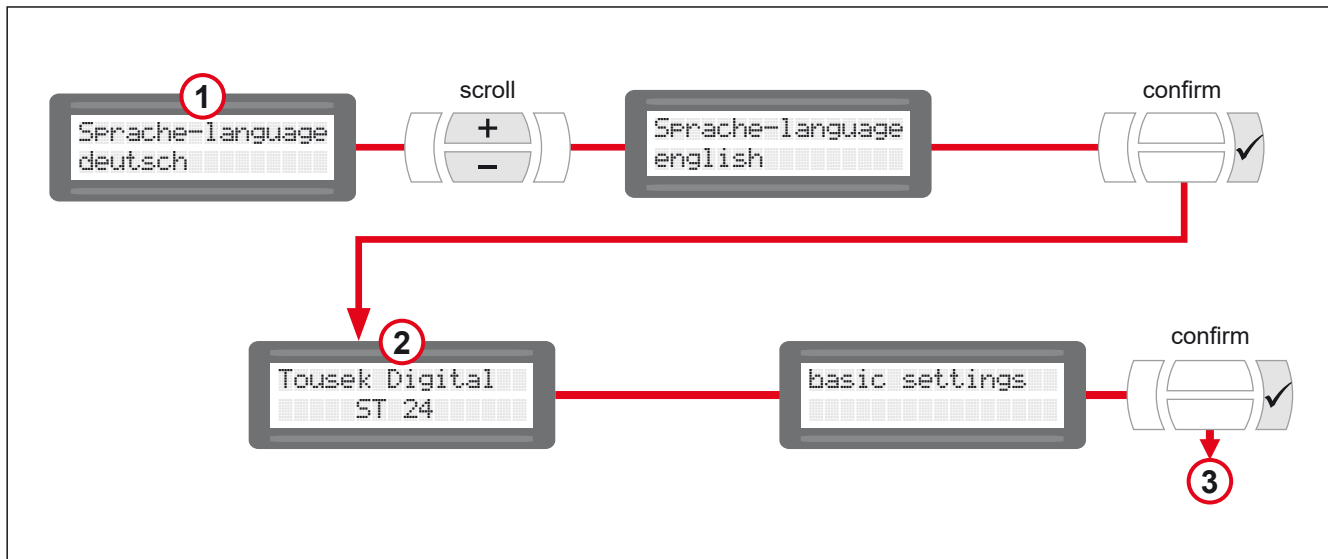 1
scroll
confirm
Sprache-language
deutsch
+
−
Sprache-language
english
✓
2
Tousek Digital
ST 24
basic settings
confirm
✓
3